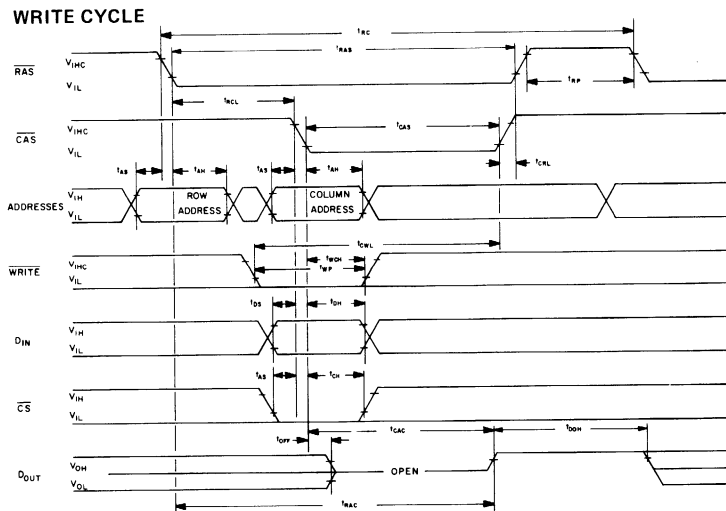 WRITE CYCLE
tRC
tRAS
RAS VIHC
VIL
tRP
tRCL
CAS VIHC
VIL
tCAS
tCRL
tAS tAH tAS tAH
ADDRESSES VIH
VIL
ROW ADDRESS
COLUMN ADDRESS
tCWL
WRITE VIHC
VIL
tWCH
tWP
tDS tDH
DIN VIH
VIL
tAS tCH
CS VIH
VIL
tCAC tDOH
tOFF
DOUT VOH
VOL
OPEN
tRAC